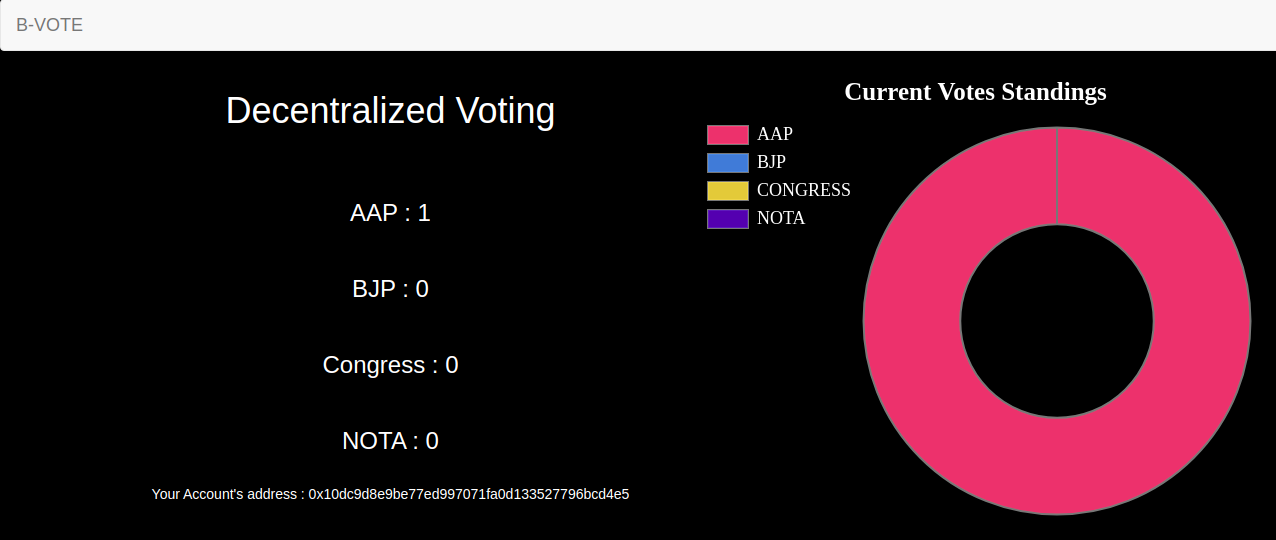 B-VOTE
Decentralized Voting
AAP : 1
BJP : 0
Congress : 0
NOTA : 0
Your Account's address : 0x10dc9d8e9be77ed997071fa0d133527796bcd4e5
Current Votes Standings
AAP
BJP
CONGRESS
NOTA